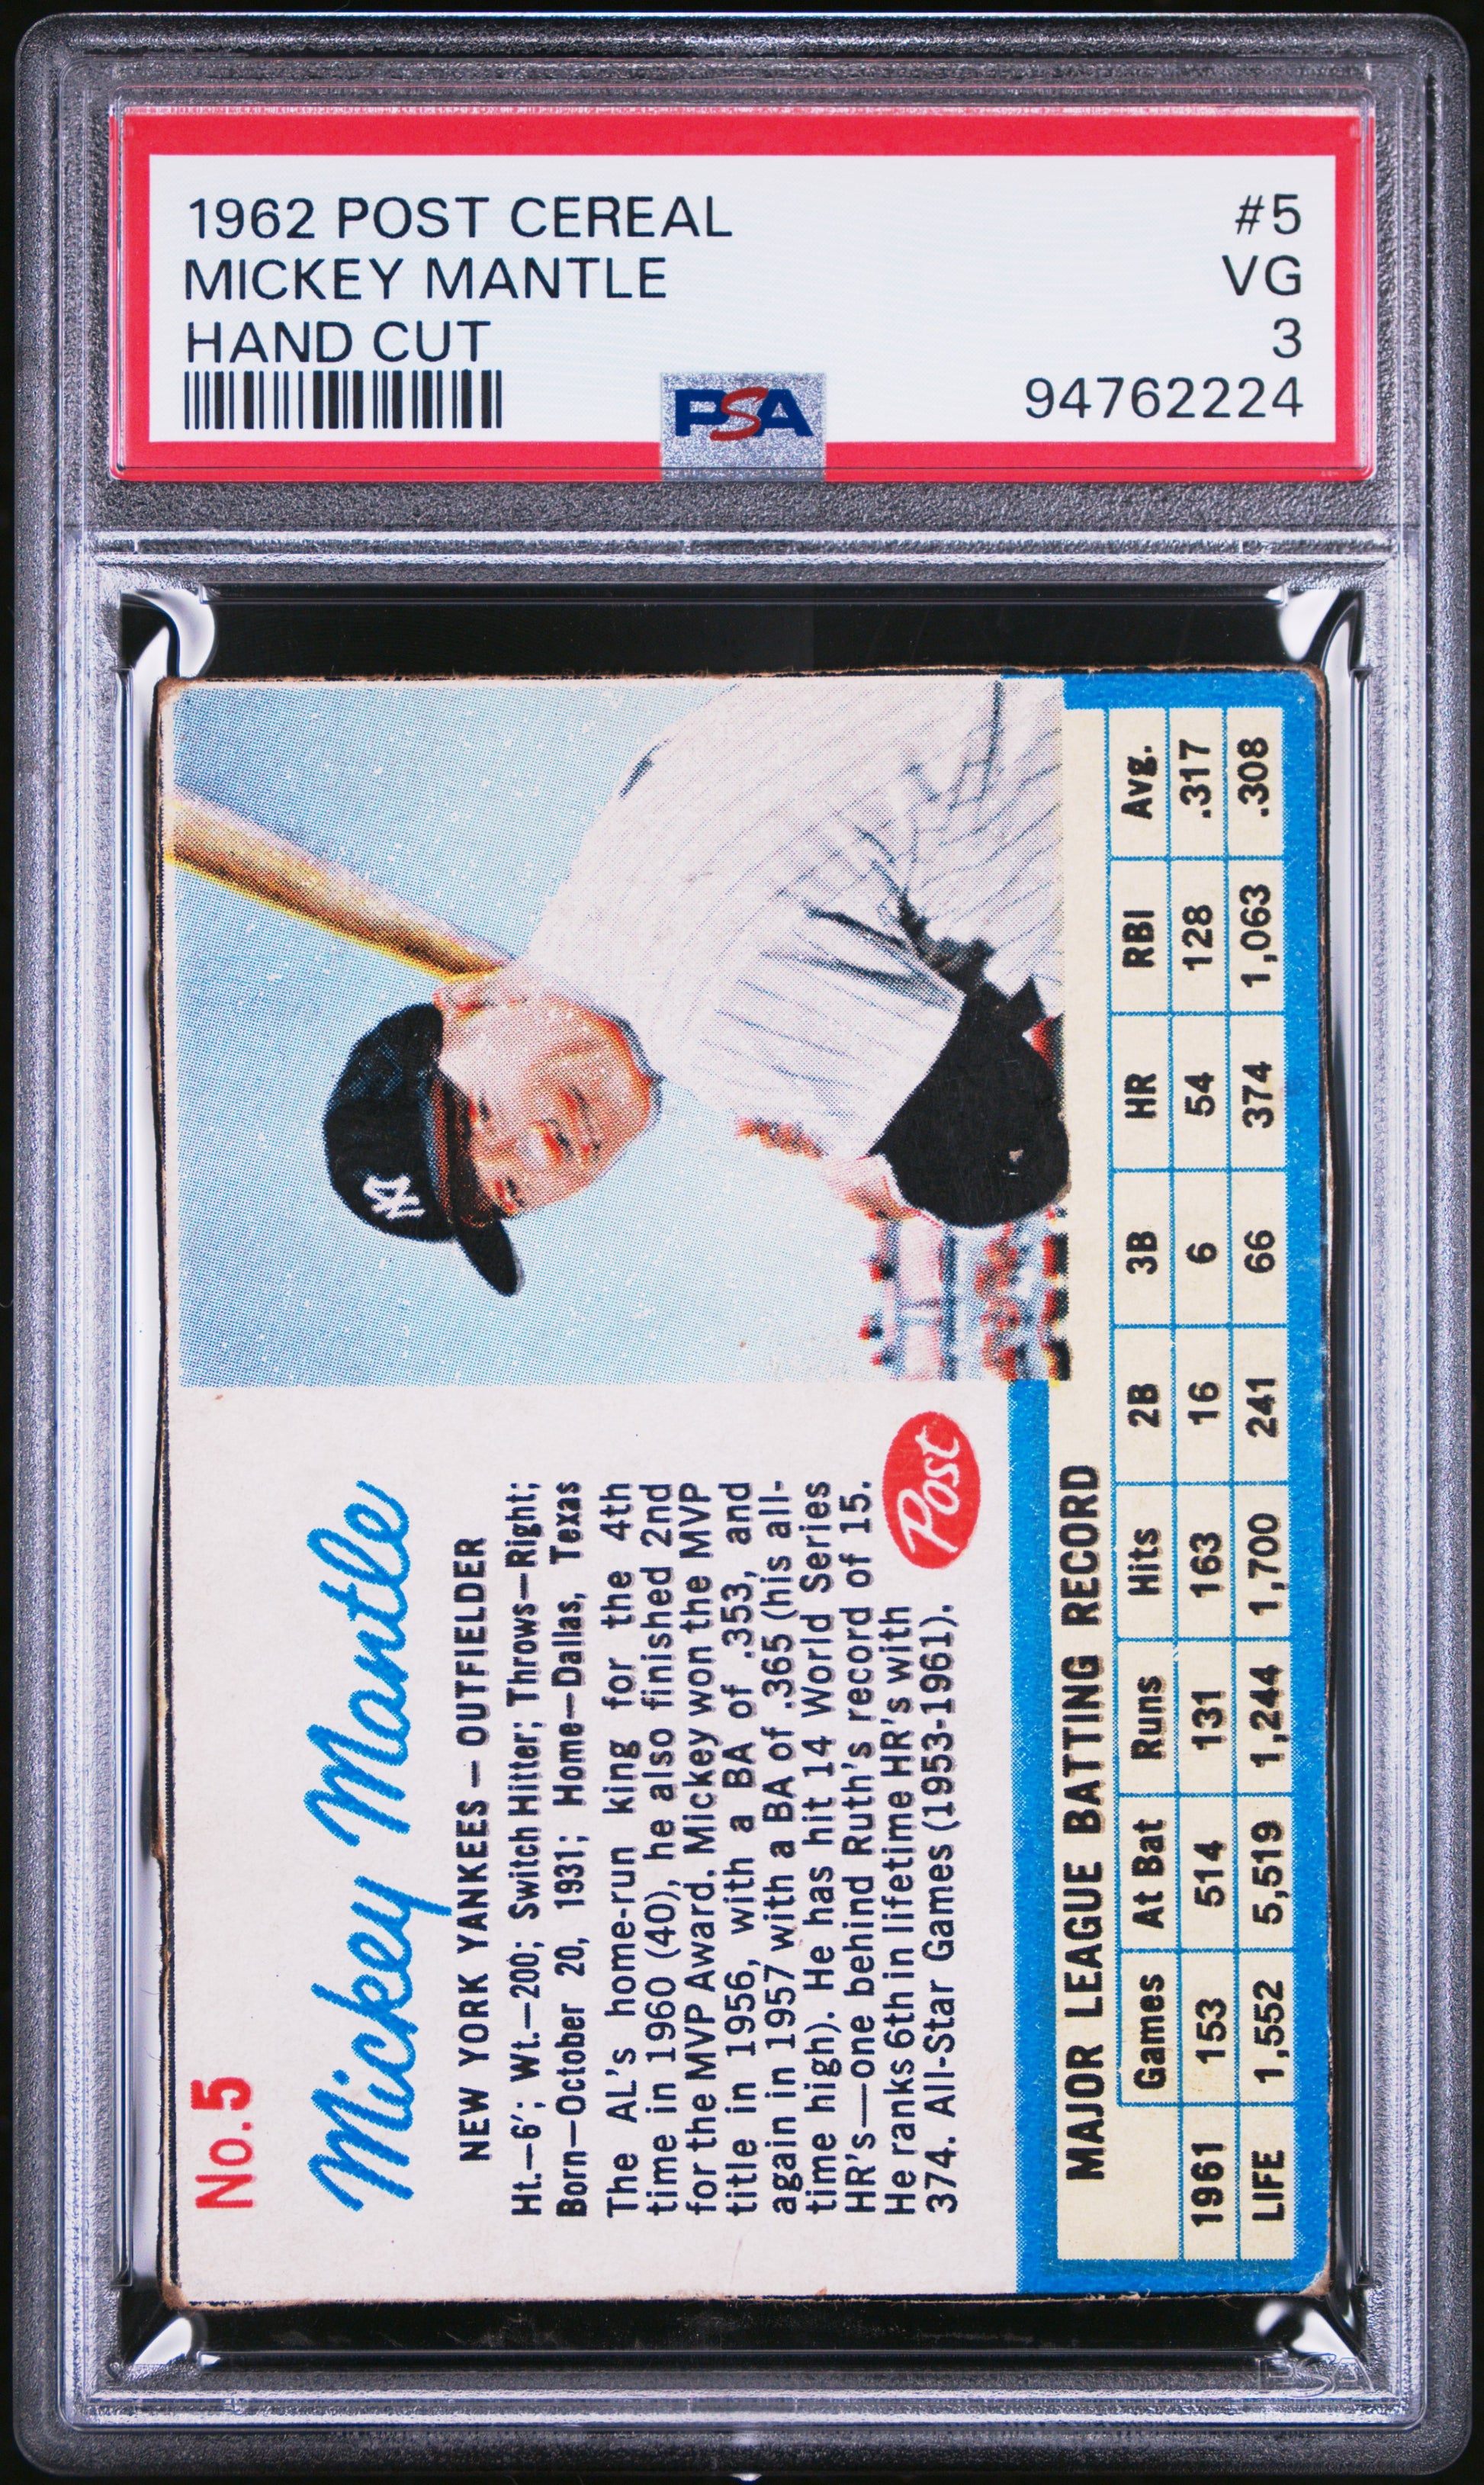 1962 POST CEREAL #5
MICKEY MANTLE VG
HAND CUT 3
PSA 94762224
No.5
Mickey Mantle
NEW YORK YANKEES — OUTFIELDER
Ht.—6'; Wt.—200; Switch Hitter; Throws—Right;
Born—October 20, 1931; Home—Dallas, Texas
The AL's home-run king for the 4th
time in 1960 (40), he also finished 2nd
for the MVP Award. Mickey won the MVP
title in 1956, with a BA of .353, and
again in 1957 with a BA of .365 (his all-
time high). He has hit 14 World Series
HR's—one behind Ruth's record of 15.
He ranks 6th in lifetime HR's with
374. All-Star Games (1953-1961).
Post
NY
MAJOR LEAGUE BATTING RECORD
Games At Bat Runs Hits 2B 3B HR RBI Avg.
1961 153 514 131 163 16 6 54 128 .317
LIFE 1,552 5,519 1,244 1,700 241 66 374 1,063 .308
PSA